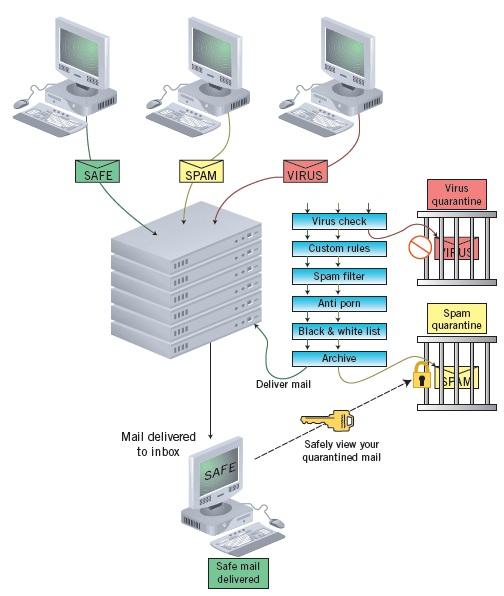 SAFE
SPAM
VIRUS
Virus
quarantine
Virus check
Custom rules
VIRUS
Spam filter
Anti porn
Spam
quarantine
Black & white list
Archive
SPAM
Deliver mail
Mail delivered
to inbox
Safely view your
quarantined mail
SAFE
Safe mail
delivered